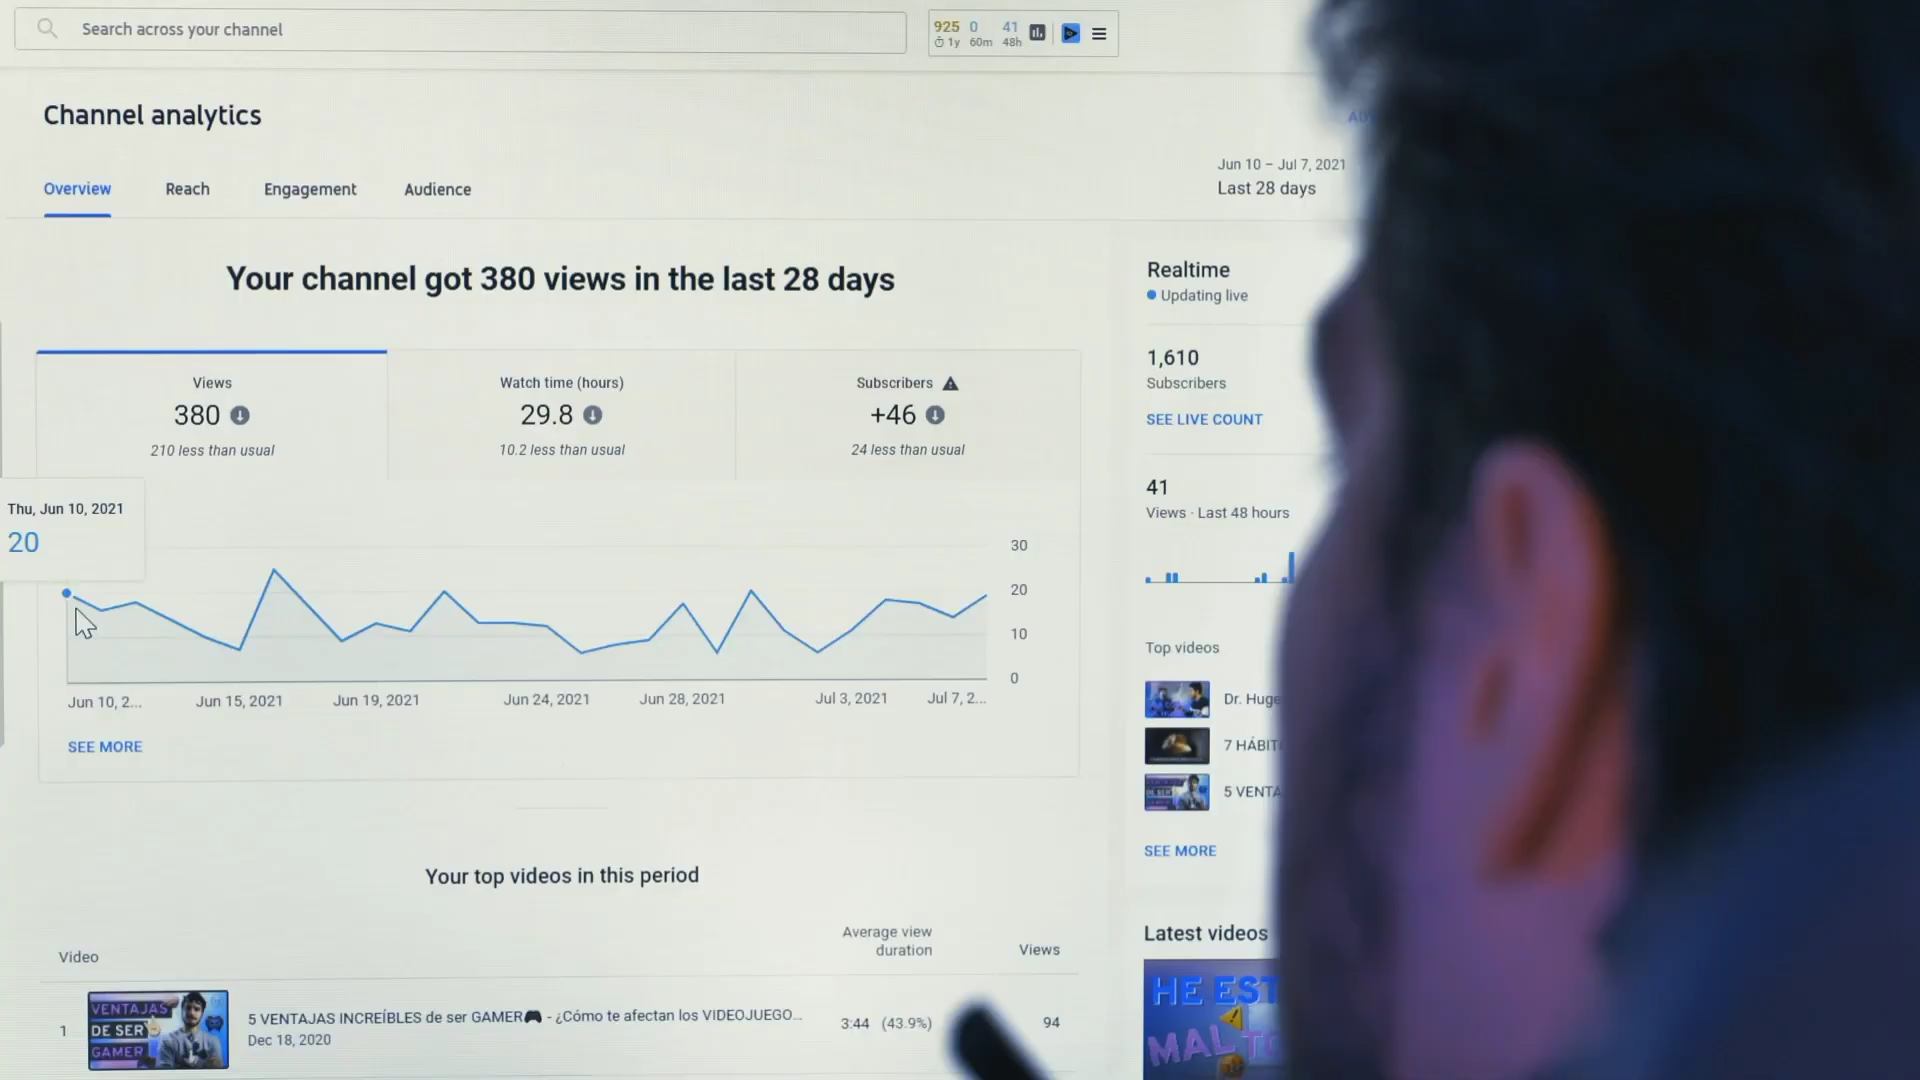 Search across your channel
925 0 41
1y 60m 48h
Channel analytics
Jun 10 – Jul 7, 2021
Last 28 days
Overview Reach Engagement Audience
Your channel got 380 views in the last 28 days
Views
380
210 less than usual
Watch time (hours)
29.8
10.2 less than usual
Subscribers
+46
24 less than usual
Thu, Jun 10, 2021
20
30
20
10
0
Jun 10, 2... Jun 15, 2021 Jun 19, 2021 Jun 24, 2021 Jun 28, 2021 Jul 3, 2021 Jul 7, 2...
SEE MORE
Your top videos in this period
Video
Average view
duration
Views
1
VENTAJAS
DE SER
GAMER
5 VENTAJAS INCREÍBLES de ser GAMER - ¿Cómo te afectan los VIDEOJUEGO...
Dec 18, 2020
3:44 (43.9%)
94
Realtime
Updating live
1,610
Subscribers
SEE LIVE COUNT
41
Views · Last 48 hours
Top videos
Dr. Huge
7 HÁBIT
DE SER
5 VENTA
SEE MORE
Latest videos
HE EST
MAL